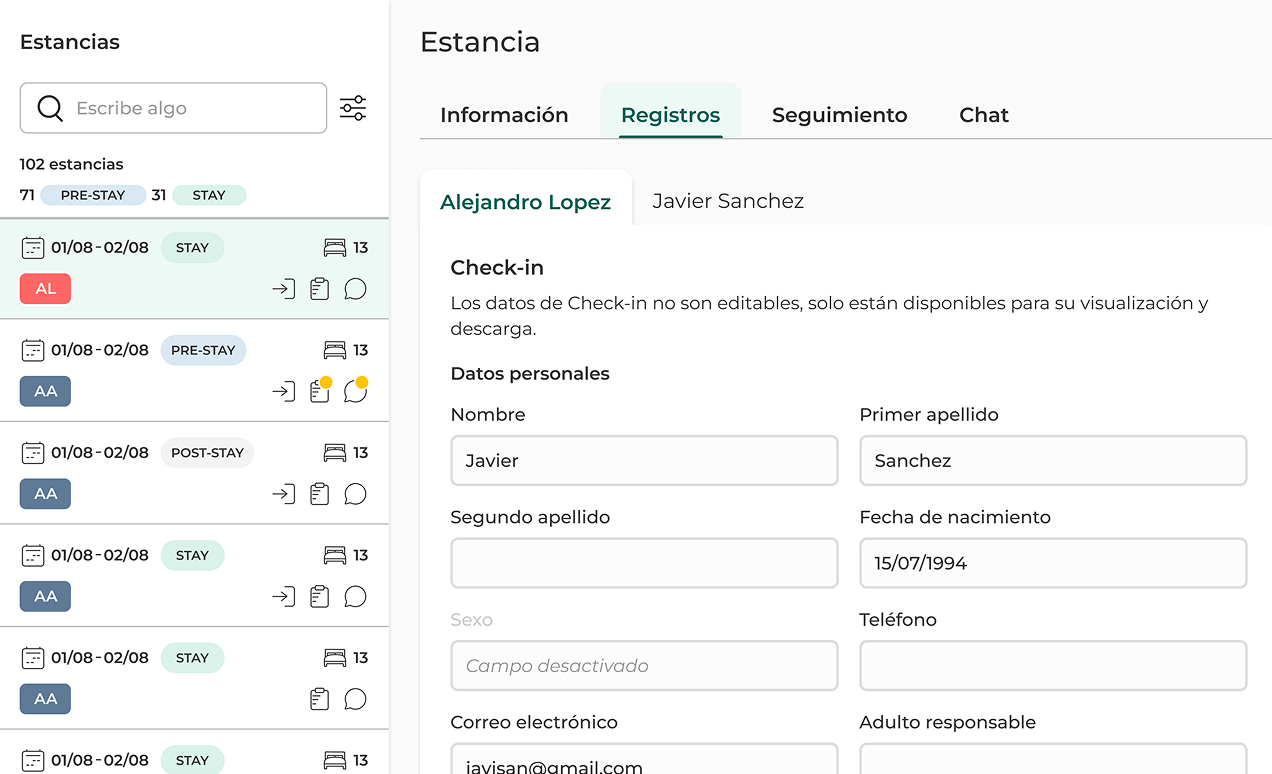 Estancias
Escribe algo
102 estancias
71 PRE-STAY 31 STAY
01/08-02/08 STAY 13
AL
01/08-02/08 PRE-STAY 13
AA
01/08-02/08 POST-STAY 13
AA
01/08-02/08 STAY 13
AA
01/08-02/08 STAY 13
AA
01/08-02/08 STAY 13
Estancia
Información Registros Seguimiento Chat
Alejandro Lopez Javier Sanchez
Check-in
Los datos de Check-in no son editables, solo están disponibles para su visualización y
descarga.
Datos personales
Nombre Primer apellido
Javier Sanchez
Segundo apellido Fecha de nacimiento
15/07/1994
Sexo Teléfono
Campo desactivado
Correo electrónico Adulto responsable
javisan@gmail.com